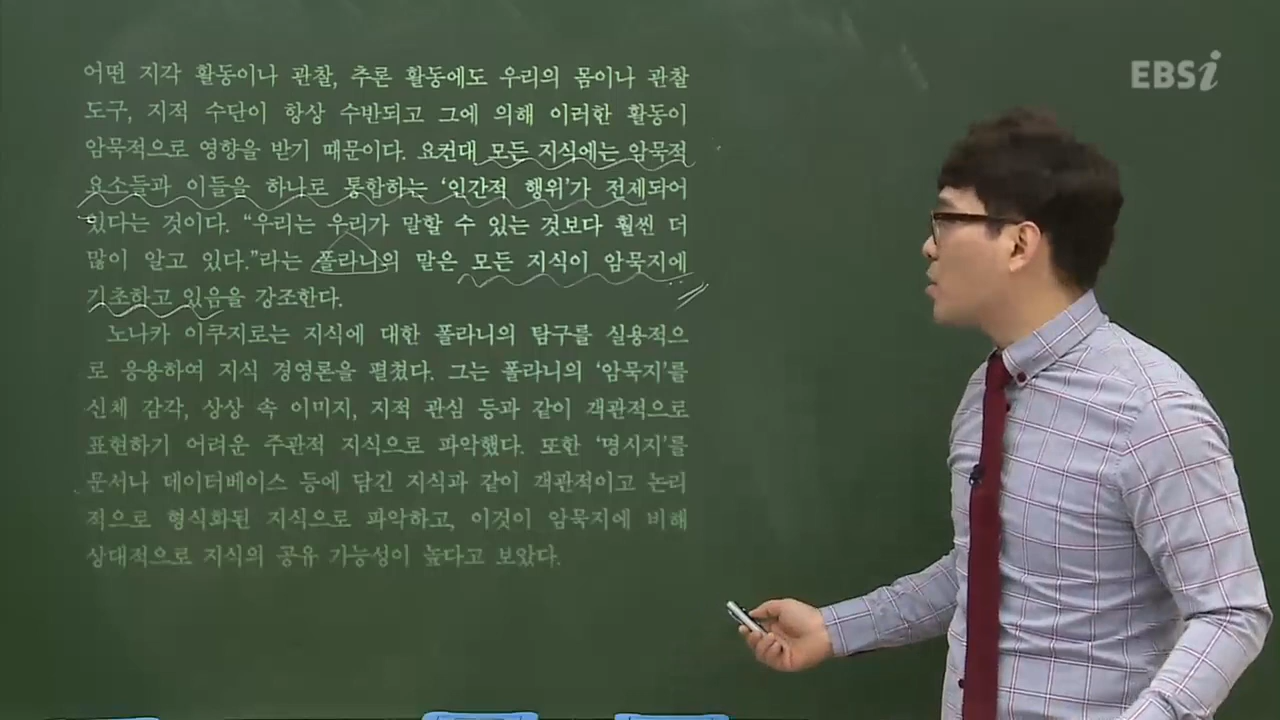 어떤 지각 활동이나 관찰, 추론 활동에도 우리의 몸이나 관찰
도구, 지적 수단이 항상 수반되고 그에 의해 이러한 활동이
암묵적으로 영향을 받기 때문이다. 요컨대 모든 지식에는 암묵적
요소들과 이들을 하나로 통합하는 ‘인간적 행위’가 전제되어
있다는 것이다. “우리는 우리가 말할 수 있는 것보다 훨씬 더
많이 알고 있다.”라는 폴라니의 말은 모든 지식이 암묵지에
기초하고 있음을 강조한다.
노나카 이쿠지로는 지식에 대한 폴라니의 탐구를 실용적으
로 응용하여 지식 경영론을 펼쳤다. 그는 폴라니의 ‘암묵지’를
신체 감각, 상상 속 이미지, 지적 관심 등과 같이 객관적으로
표현하기 어려운 주관적 지식으로 파악했다. 또한 ‘명시지’를
문서나 데이터베이스 등에 담긴 지식과 같이 객관적이고 논리
적으로 형식화된 지식으로 파악하고, 이것이 암묵지에 비해
상대적으로 지식의 공유 가능성이 높다고 보았다.
EBSi